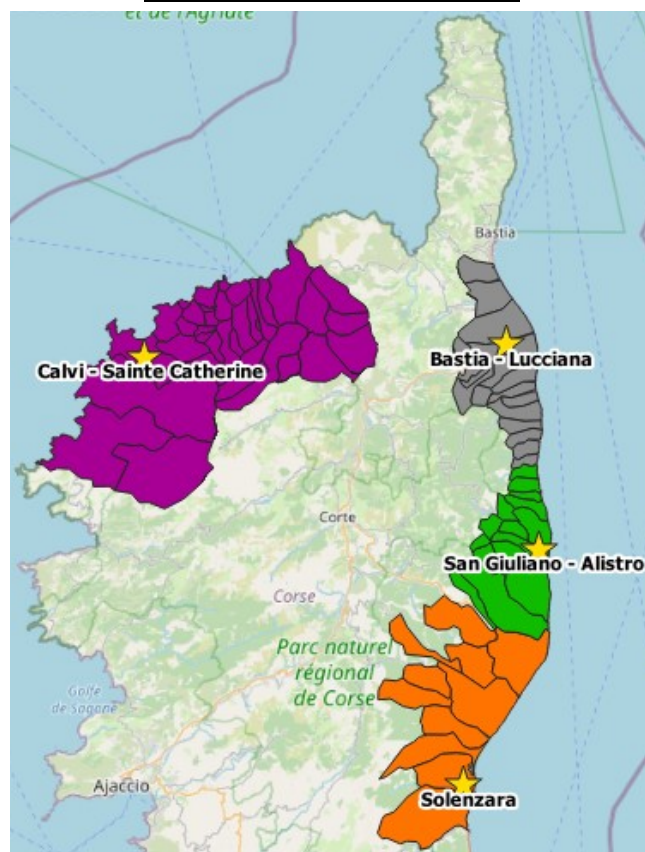 et de l'Agriate
Bastia
Bastia - Lucciana
Calvi - Sainte Catherine
Corte
San Giuliano - Alistro
Corse
Parc naturel
régional
de Corse
Golfe
de Sagone
Ajaccio
Solenzara